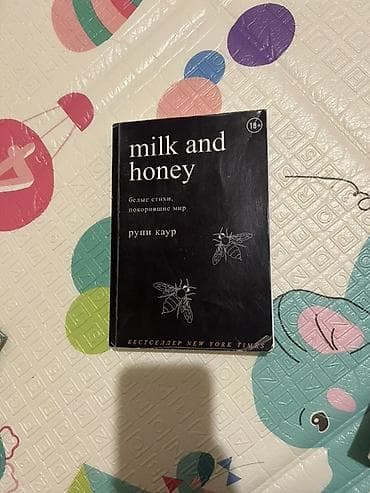 18+
milk and
honey
белые стихи,
покорившие мир
рупи каур
БЕСТСЕЛЛЕР NEW YORK TIMES